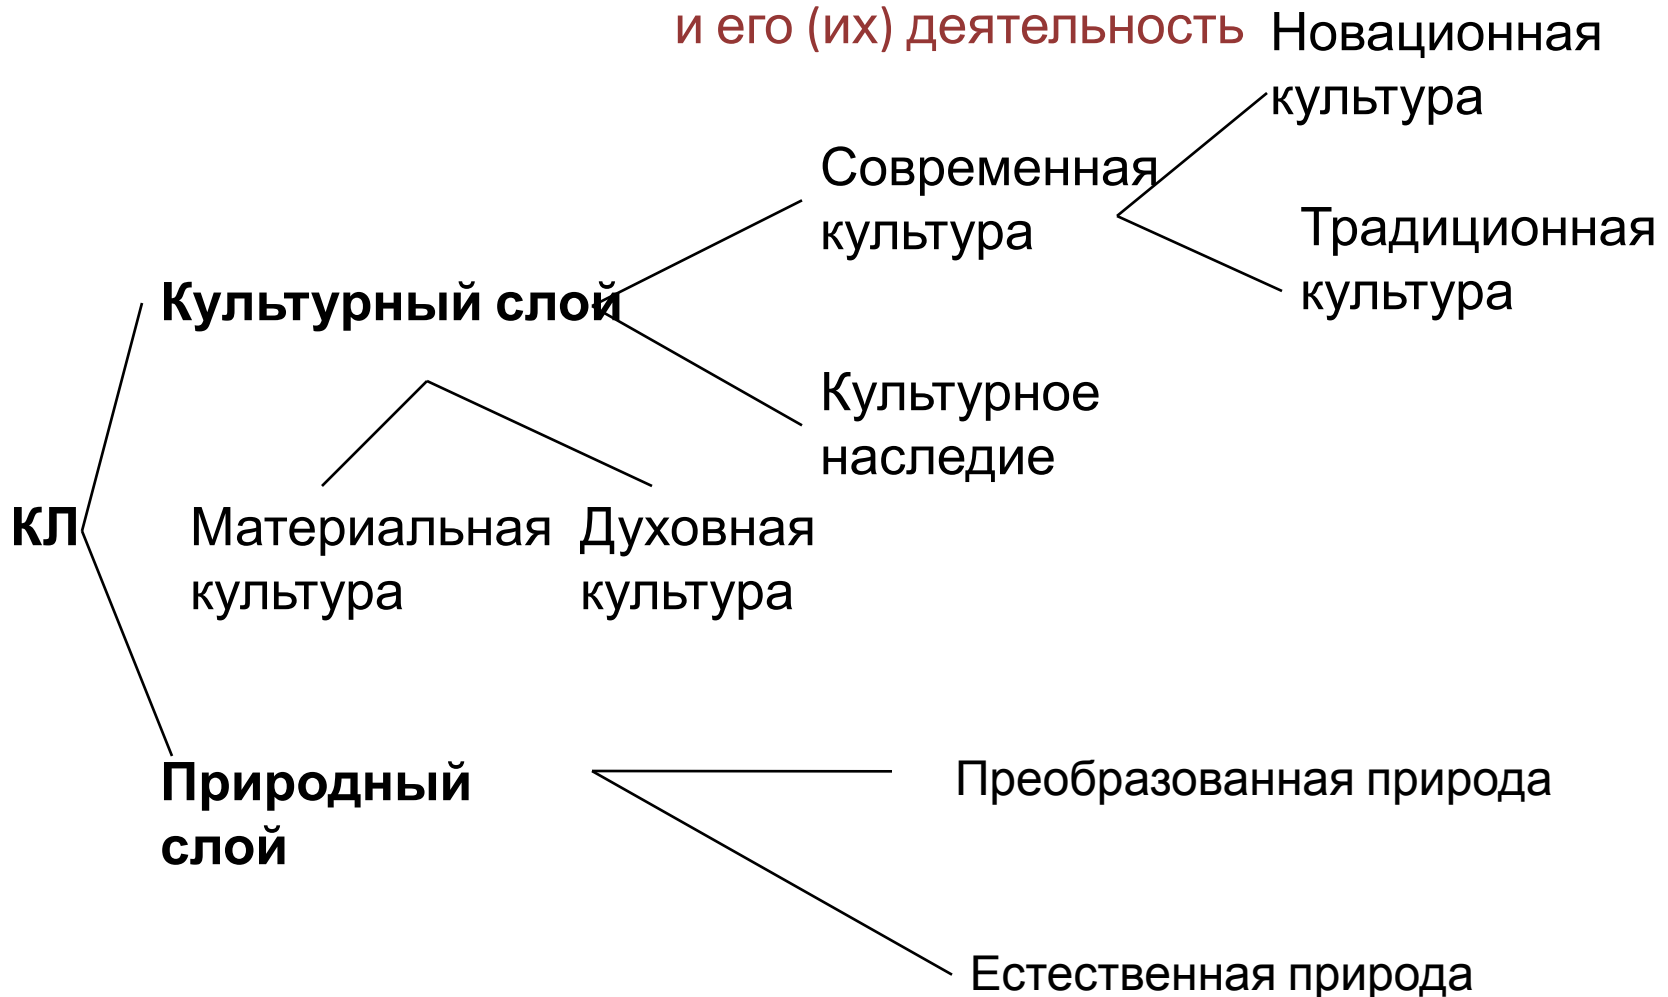 и его (их) деятельность
Новационная
культура
Современная
культура
Традиционная
культура
Культурный слой
Культурное
наследие
КЛ
Материальная
культура
Духовная
культура
Природный
слой
Преобразованная природа
Естественная природа